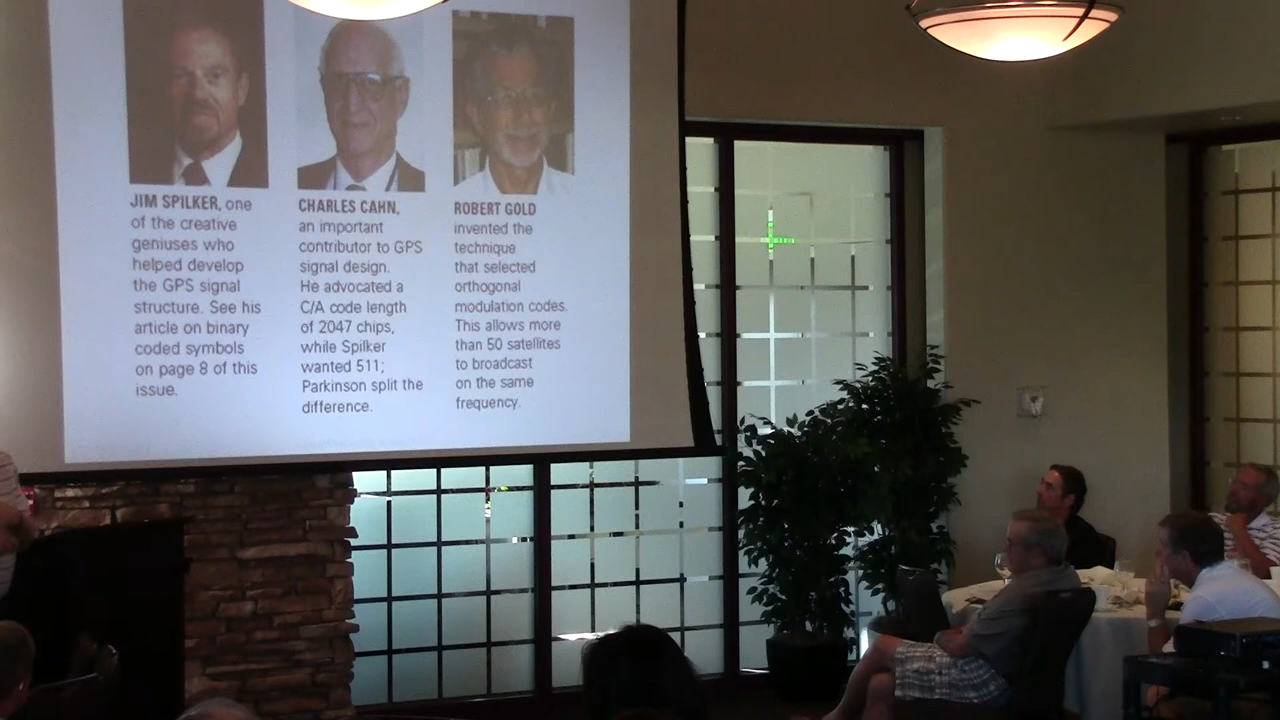 JIM SPILKER, one
of the creative
geniuses who
helped develop
the GPS signal
structure. See his
article on binary
coded symbols
on page 8 of this
issue.
CHARLES CAHN,
an important
contributor to GPS
signal design.
He advocated a
C/A code length
of 2047 chips,
while Spilker
wanted 511;
Parkinson split the
difference.
ROBERT GOLD
invented the
technique
that selected
orthogonal
modulation codes.
This allows more
than 50 satellites
to broadcast
on the same
frequency.